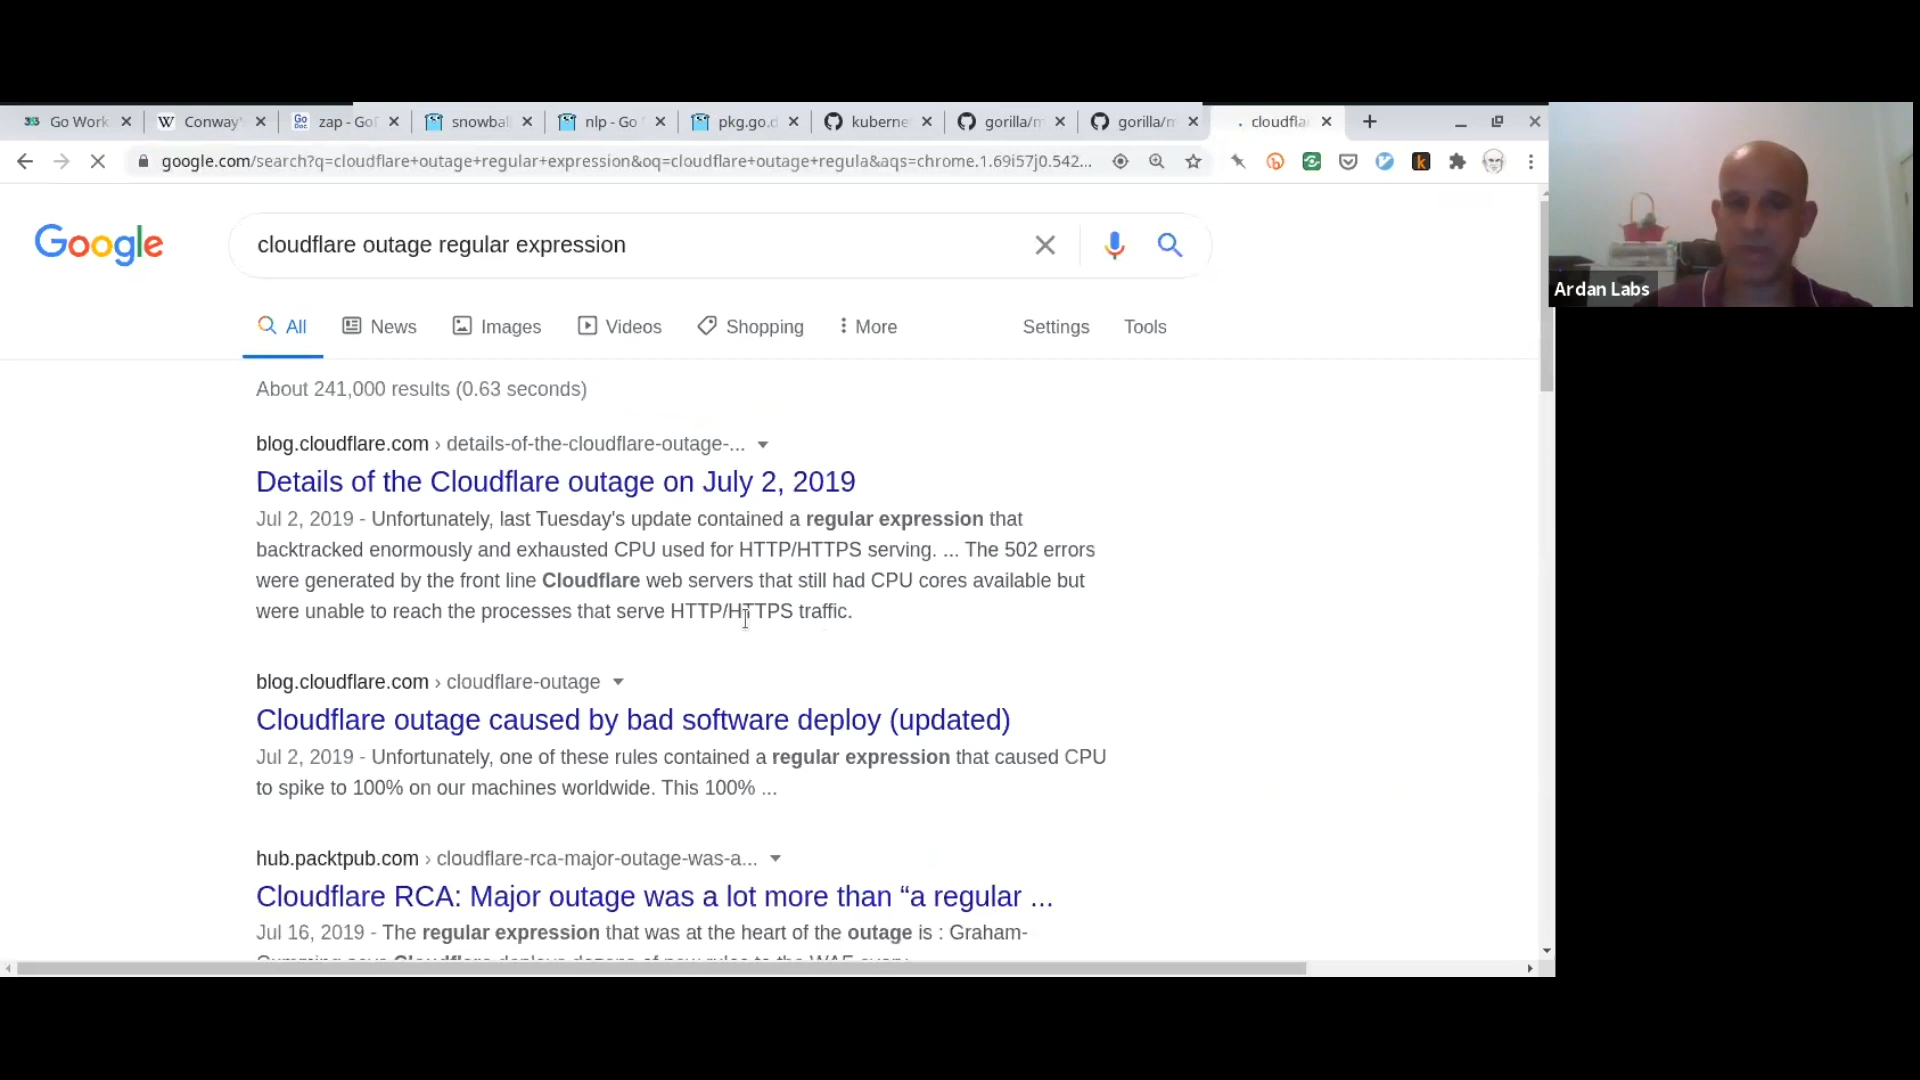 Go Work
Conway'
zap - GoD
snowbal
nlp - Go
pkg.go.d
kuberne
gorilla/m
gorilla/m
cloudfla
google.com/search?q=cloudflare+outage+regular+expression&oq=cloudflare+outage+regula&aqs=chrome.1.69i57j0.542...
Google
cloudflare outage regular expression
All
News
Images
Videos
Shopping
More
Settings
Tools
Ardan Labs
About 241,000 results (0.63 seconds)
blog.cloudflare.com › details-of-the-cloudflare-outage-...
Details of the Cloudflare outage on July 2, 2019
Jul 2, 2019 - Unfortunately, last Tuesday's update contained a regular expression that
backtracked enormously and exhausted CPU used for HTTP/HTTPS serving. ... The 502 errors
were generated by the front line Cloudflare web servers that still had CPU cores available but
were unable to reach the processes that serve HTTP/HTTPS traffic.
blog.cloudflare.com › cloudflare-outage
Cloudflare outage caused by bad software deploy (updated)
Jul 2, 2019 - Unfortunately, one of these rules contained a regular expression that caused CPU
to spike to 100% on our machines worldwide. This 100% ...
hub.packtpub.com › cloudflare-rca-major-outage-was-a...
Cloudflare RCA: Major outage was a lot more than “a regular ...
Jul 16, 2019 - The regular expression that was at the heart of the outage is : Graham-